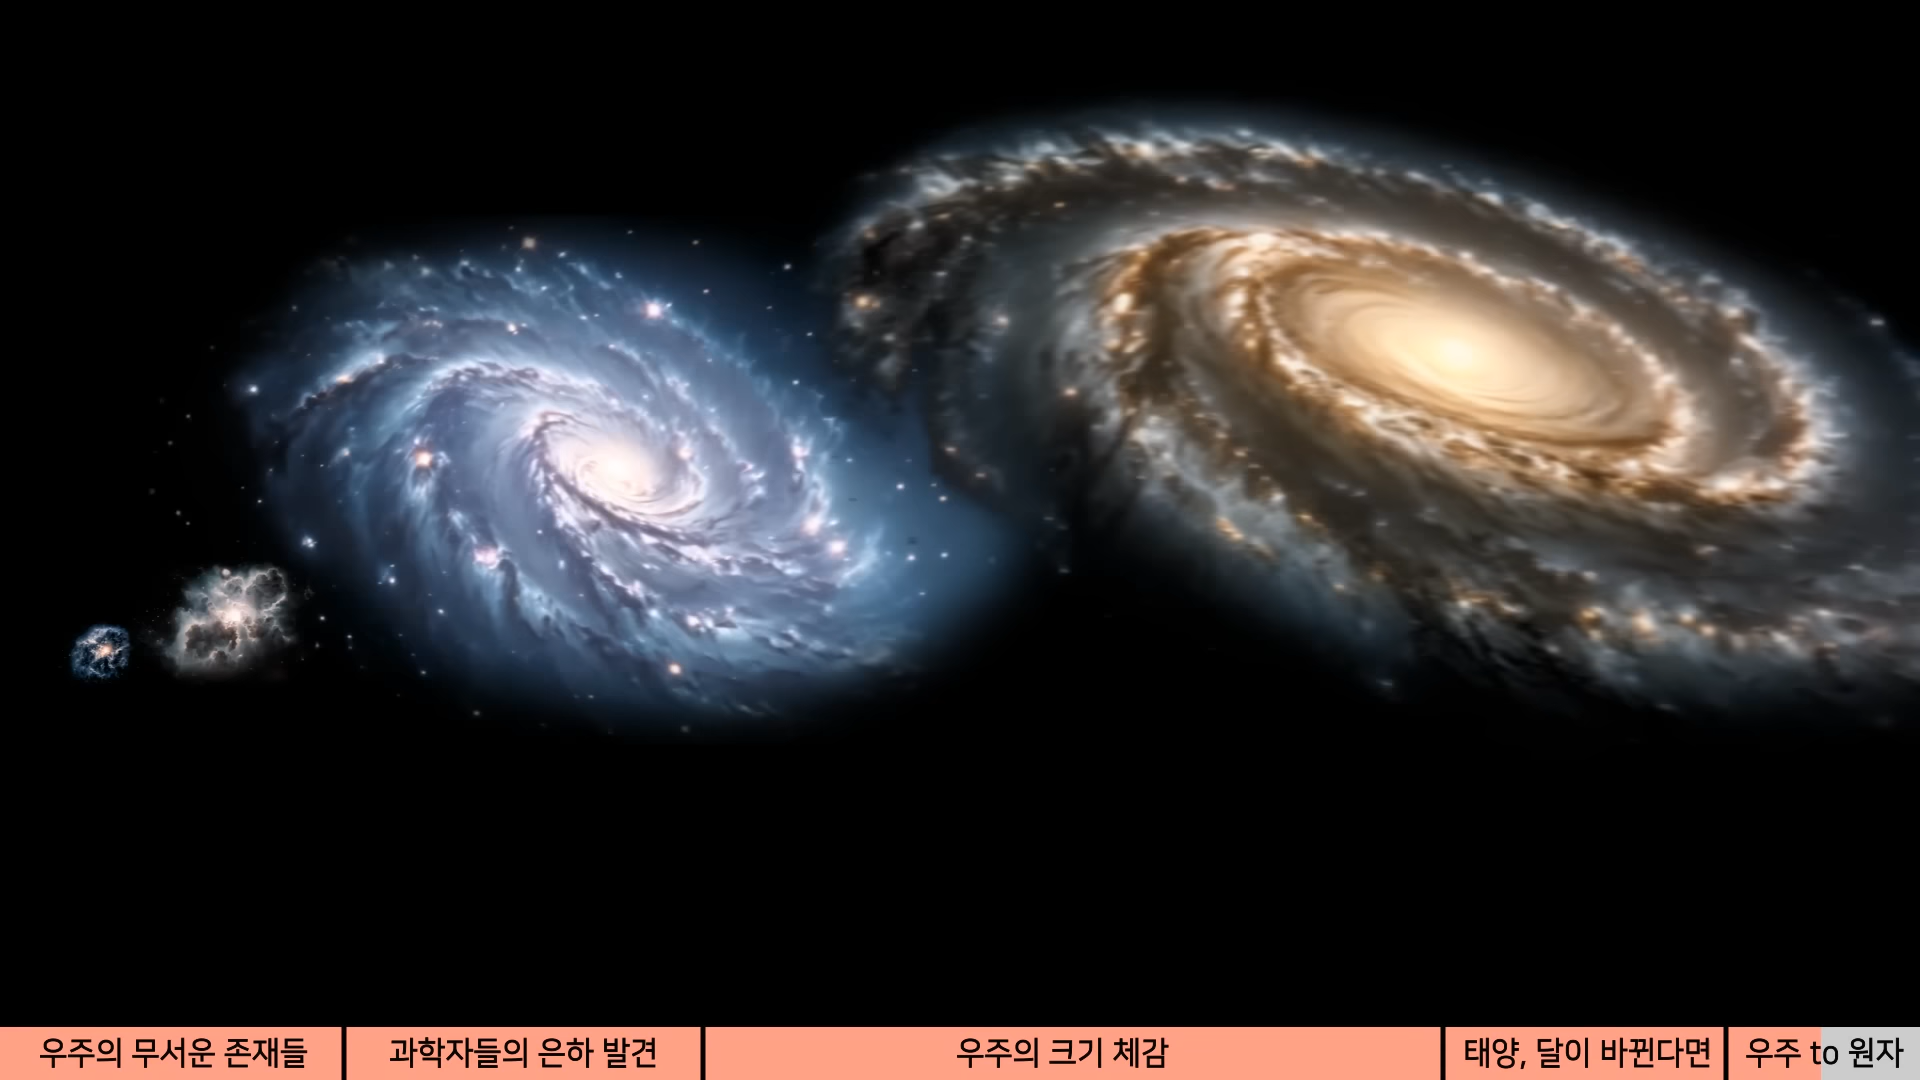 우주의 무서운 존재들
과학자들의 은하 발견
우주의 크기 체감
태양, 달이 바뀐다면
우주 to 원자